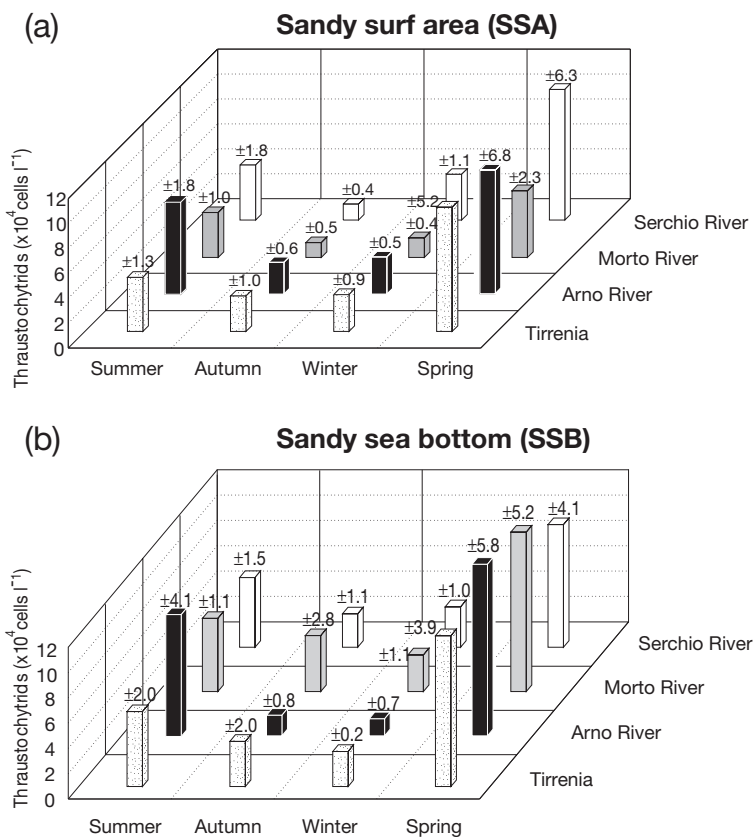 (a)
Sandy surf area (SSA)
Thraustochytrids (x10⁴ cells l⁻¹)
12
10
8
6
4
2
0
±6.3
±1.8
±1.1
±6.8
±1.8
±1.0
±0.4
±5.2
±2.3
±0.5
±0.4
±1.3
±0.6
±0.5
±1.0
±0.9
Serchio River
Morto River
Arno River
Tirrenia
Summer Autumn Winter Spring
(b)
Sandy sea bottom (SSB)
Thraustochytrids (x10⁴ cells l⁻¹)
12
10
8
6
4
2
0
±5.2
±4.1
±1.5
±5.8
±4.1
±1.1
±1.1
±1.0
±2.8
±3.9
±1.1
±2.0
±0.8
±0.7
±2.0
±0.2
Serchio River
Morto River
Arno River
Tirrenia
Summer Autumn Winter Spring